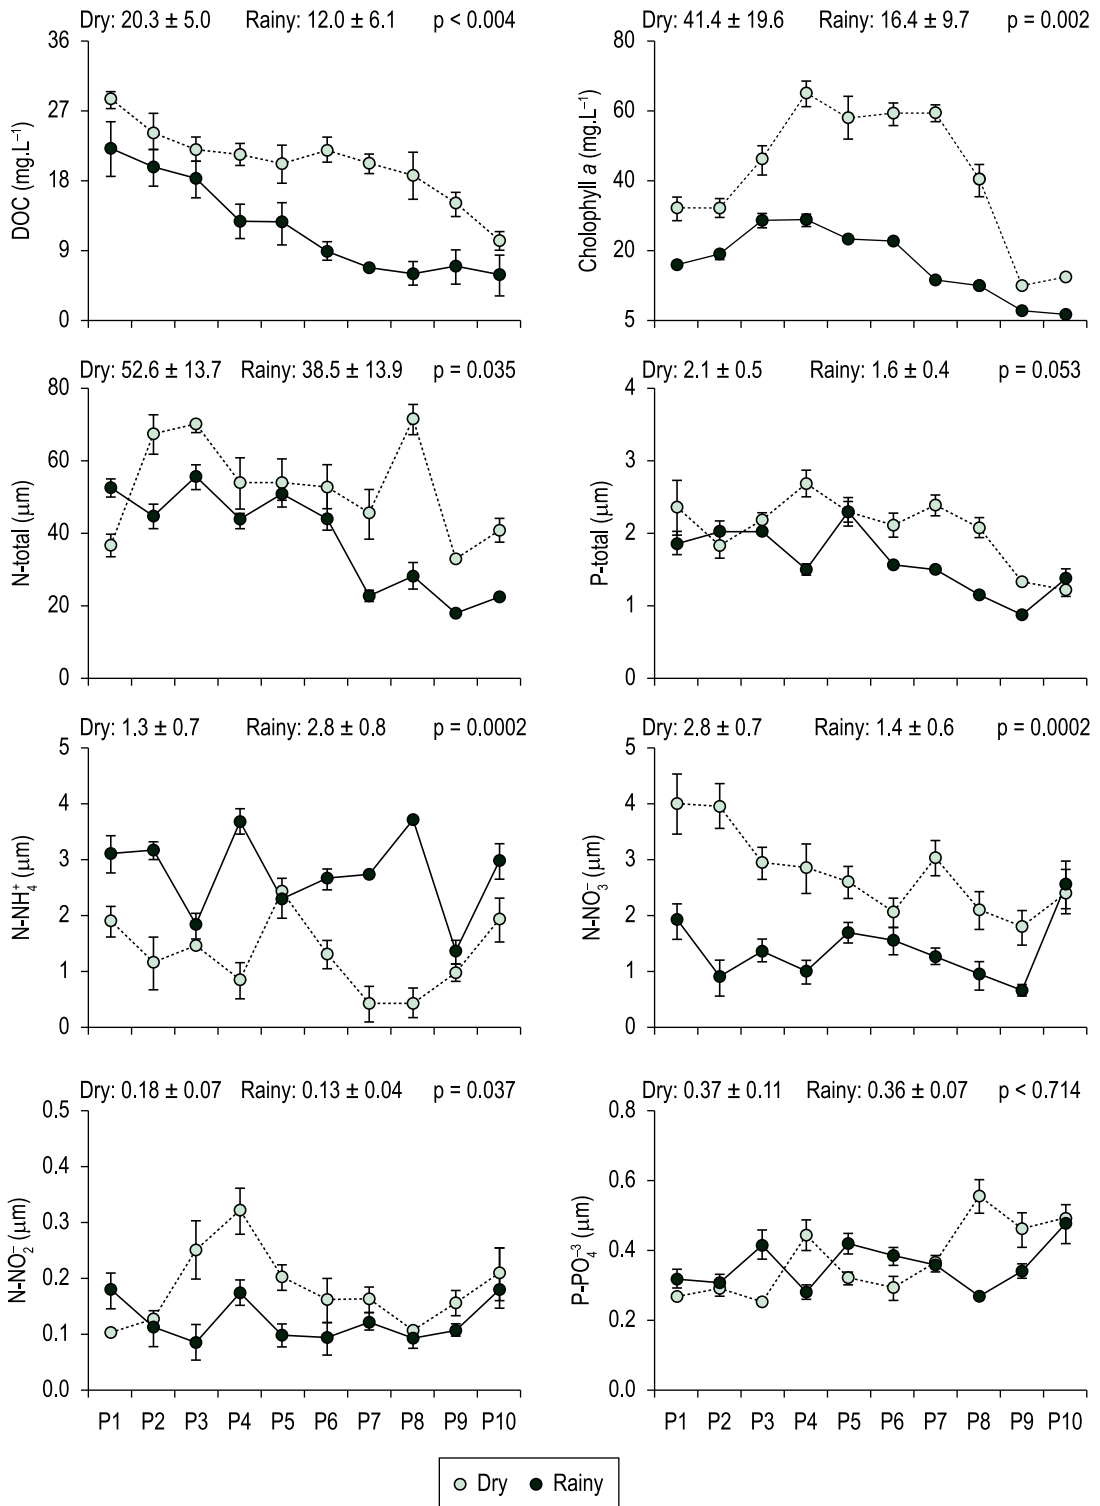 Dry: 20.3 ± 5.0 Rainy: 12.0 ± 6.1 p < 0.004
36
27
18
9
0
DOC (mg.L⁻¹)
Dry: 41.4 ± 19.6 Rainy: 16.4 ± 9.7 p = 0.002
80
60
40
20
5
Cholophyll a (mg.L⁻¹)
Dry: 52.6 ± 13.7 Rainy: 38.5 ± 13.9 p = 0.035
80
60
40
20
0
N-total (μm)
Dry: 2.1 ± 0.5 Rainy: 1.6 ± 0.4 p = 0.053
4
3
2
1
0
P-total (μm)
Dry: 1.3 ± 0.7 Rainy: 2.8 ± 0.8 p = 0.0002
5
4
3
2
1
0
N-NH₄⁺ (μm)
Dry: 2.8 ± 0.7 Rainy: 1.4 ± 0.6 p = 0.0002
5
4
3
2
1
0
N-NO₃⁻ (μm)
Dry: 0.18 ± 0.07 Rainy: 0.13 ± 0.04 p = 0.037
0.5
0.4
0.3
0.2
0.1
0.0
N-NO₂⁻ (μm)
P1 P2 P3 P4 P5 P6 P7 P8 P9 P10
Dry: 0.37 ± 0.11 Rainy: 0.36 ± 0.07 p < 0.714
0.8
0.6
0.4
0.2
0.0
P-PO₄⁻³ (μm)
P1 P2 P3 P4 P5 P6 P7 P8 P9 P10
Dry Rainy